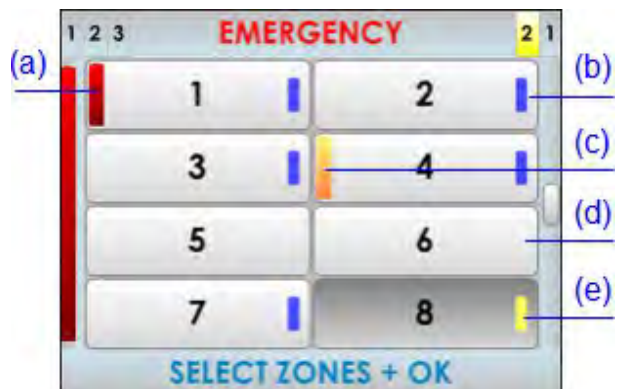 1 2 3 EMERGENCY 2 1
(a) 1 2 (b)
3 4 (c)
5 6 (d)
7 8 (e)
SELECT ZONES + OK